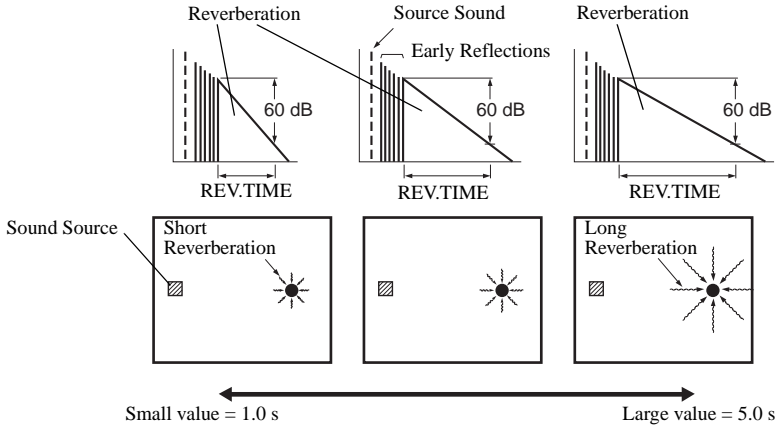 Reverberation
Source Sound
Reverberation
Early Reflections
60 dB
60 dB
60 dB
REV.TIME
REV.TIME
REV.TIME
Sound Source
Short
Reverberation
Long
Reverberation
Small value = 1.0 s
Large value = 5.0 s